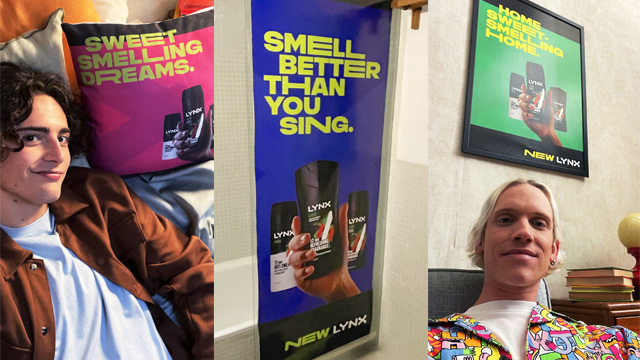 SWEET
SMELLING
DREAMS.
LYNX
SMELL
BETTER
THAN
YOU
SING.
LYNX
NEW LYNX
HOME
SWEET-
SMELLING
HOME.
LYNX
NEW LYNX